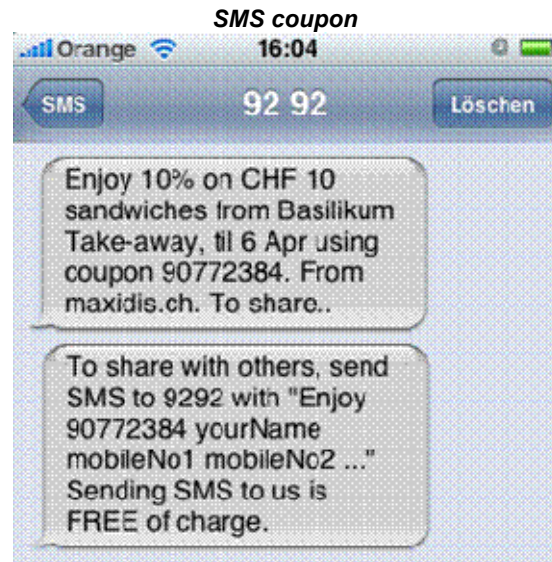 SMS coupon
Orange 16:04
SMS 92 92 Löschen
Enjoy 10% on CHF 10
sandwiches from Basilikum
Take-away, til 6 Apr using
coupon 90772384. From
maxidis.ch. To share..
To share with others, send
SMS to 9292 with "Enjoy
90772384 yourName
mobileNo1 mobileNo2 ..."
Sending SMS to us is
FREE of charge.